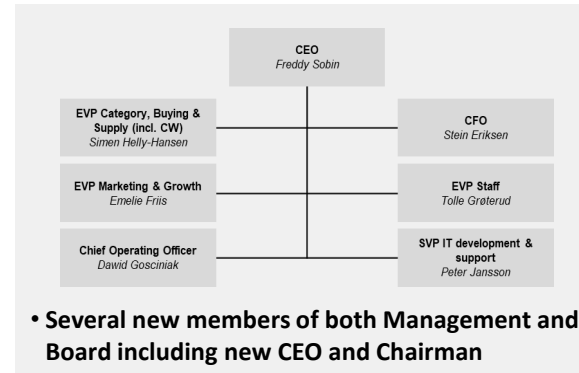 CEO
Freddy Sobin
EVP Category, Buying &
Supply (incl. CW)
Simen Helly-Hansen
CFO
Stein Eriksen
EVP Marketing & Growth
Emelie Friis
EVP Staff
Tolle Grøterud
Chief Operating Officer
Dawid Gosciniak
SVP IT development &
support
Peter Jansson
• Several new members of both Management and
Board including new CEO and Chairman